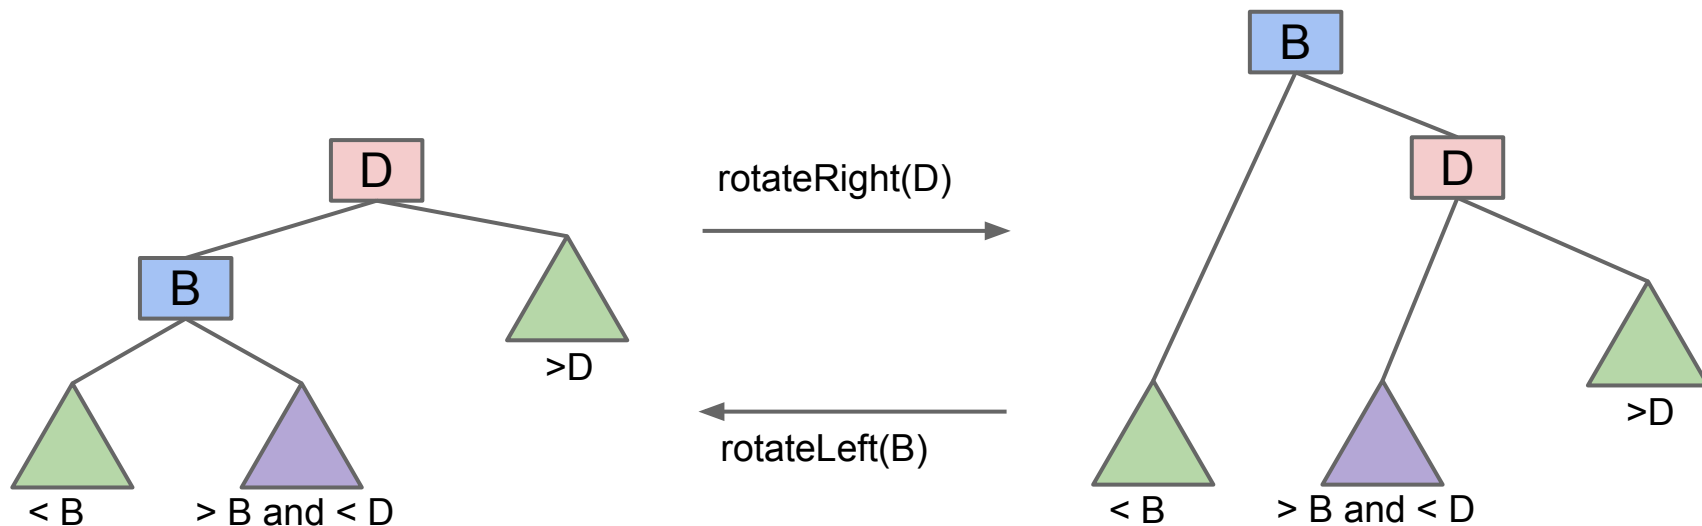 D
B
>D
< B
> B and < D
rotateRight(D)
rotateLeft(B)
B
D
>D
< B
> B and < D